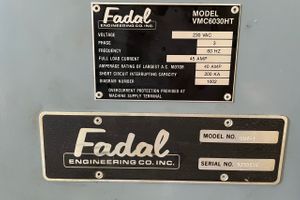 Fadal
ENGINEERING CO. INC.
MODEL
VMC6030HT
VOLTAGE 230 VAC
PHASE 3
FREQUENCY 60 HZ
FULL LOAD CURRENT 45 AMP
AMPERAGE RATING OF LARGEST A.C. MOTOR 40 AMP
SHORT CIRCUIT INTERRUPTING CAPACITY 200 KA
DIAGRAM NUMBER 1002
OVERCURRENT PROTECTION PROVIDED AT
MACHINE SUPPLY TERMINAL
Fadal
ENGINEERING CO. INC.
MODEL NO.
SERIAL NO.